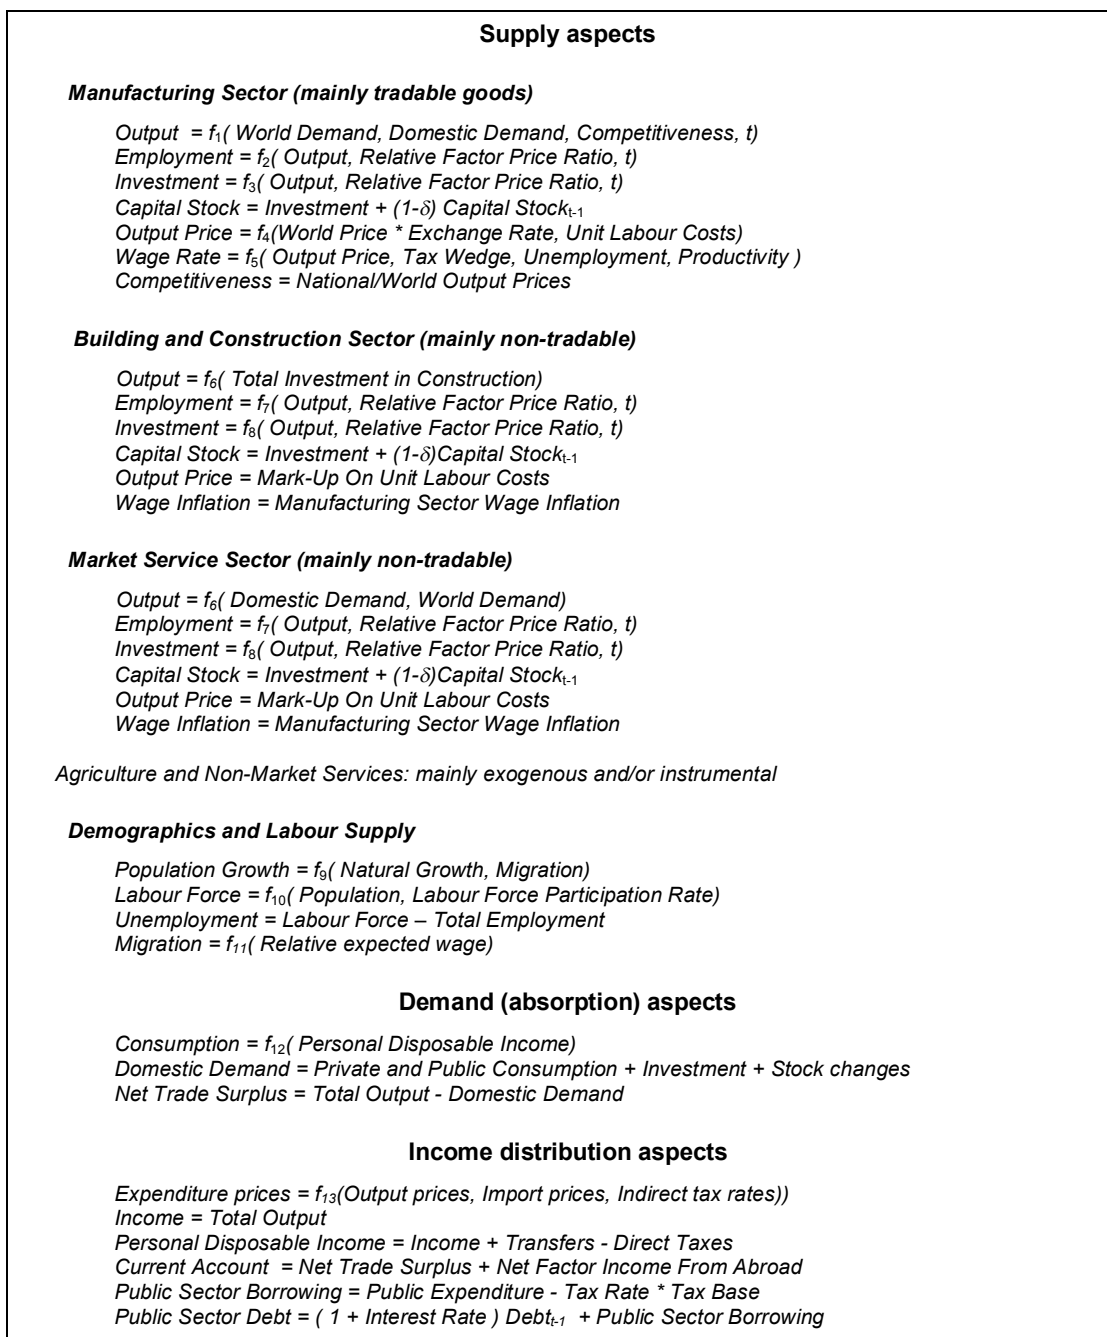 Supply aspects
Manufacturing Sector (mainly tradable goods)
Output = f1( World Demand, Domestic Demand, Competitiveness, t)
Employment = f2( Output, Relative Factor Price Ratio, t)
Investment = f3( Output, Relative Factor Price Ratio, t)
Capital Stock = Investment + (1-δ) Capital Stockt-1
Output Price = f4(World Price * Exchange Rate, Unit Labour Costs)
Wage Rate = f5( Output Price, Tax Wedge, Unemployment, Productivity )
Competitiveness = National/World Output Prices
Building and Construction Sector (mainly non-tradable)
Output = f6( Total Investment in Construction)
Employment = f7( Output, Relative Factor Price Ratio, t)
Investment = f8( Output, Relative Factor Price Ratio, t)
Capital Stock = Investment + (1-δ)Capital Stockt-1
Output Price = Mark-Up On Unit Labour Costs
Wage Inflation = Manufacturing Sector Wage Inflation
Market Service Sector (mainly non-tradable)
Output = f6( Domestic Demand, World Demand)
Employment = f7( Output, Relative Factor Price Ratio, t)
Investment = f8( Output, Relative Factor Price Ratio, t)
Capital Stock = Investment + (1-δ)Capital Stockt-1
Output Price = Mark-Up On Unit Labour Costs
Wage Inflation = Manufacturing Sector Wage Inflation
Agriculture and Non-Market Services: mainly exogenous and/or instrumental
Demographics and Labour Supply
Population Growth = f9( Natural Growth, Migration)
Labour Force = f10( Population, Labour Force Participation Rate)
Unemployment = Labour Force – Total Employment
Migration = f11( Relative expected wage)
Demand (absorption) aspects
Consumption = f12( Personal Disposable Income)
Domestic Demand = Private and Public Consumption + Investment + Stock changes
Net Trade Surplus = Total Output - Domestic Demand
Income distribution aspects
Expenditure prices = f13(Output prices, Import prices, Indirect tax rates))
Income = Total Output
Personal Disposable Income = Income + Transfers - Direct Taxes
Current Account = Net Trade Surplus + Net Factor Income From Abroad
Public Sector Borrowing = Public Expenditure - Tax Rate * Tax Base
Public Sector Debt = ( 1 + Interest Rate ) Debtt-1 + Public Sector Borrowing